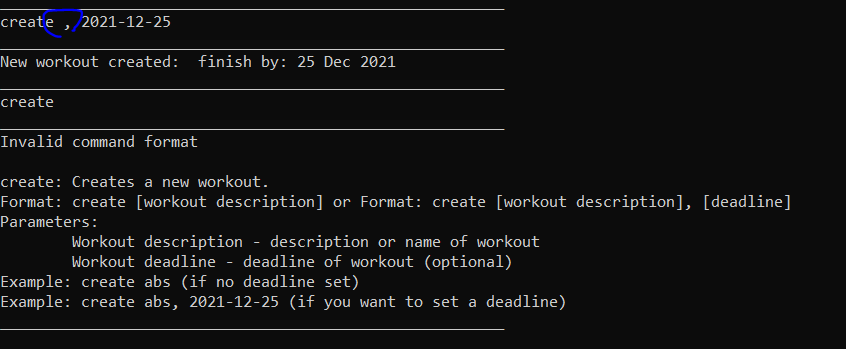 create , 2021-12-25
New workout created:  finish by: 25 Dec 2021
create
Invalid command format
create: Creates a new workout.
Format: create [workout description] or Format: create [workout description], [deadline]
Parameters:
        Workout description - description or name of workout
        Workout deadline - deadline of workout (optional)
Example: create abs (if no deadline set)
Example: create abs, 2021-12-25 (if you want to set a deadline)